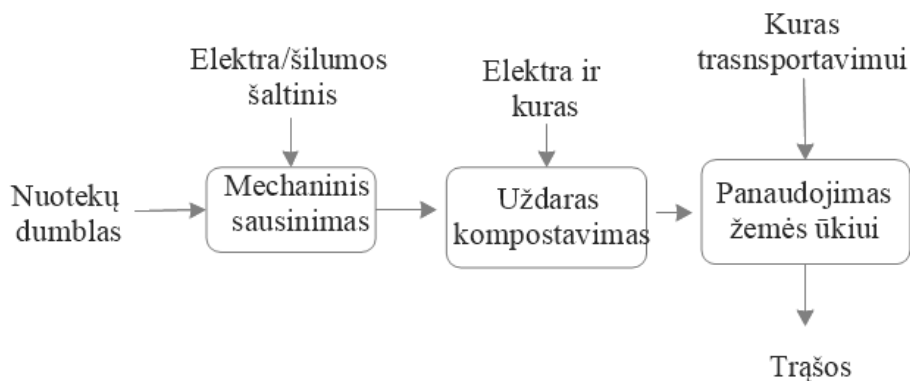 Elektra/šilumos
šaltinis
Elektra ir
kuras
Kuras
trasnsportavimui
Nuotekų
dumblas
Mechaninis
sausinimas
Uždaras
kompostavimas
Panaudojimas
žemės ūkiui
Trąšos